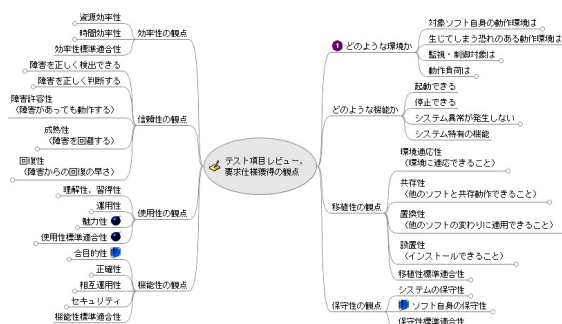 テスト項目レビュー，
要求仕様獲得の観点
効率性の観点
資源効率性
時間効率性
効率性標準適合性
信頼性の観点
障害を正しく検出できる
障害を正しく判断する
障害許容性
（障害があっても動作する）
成熟性
（障害を回避する）
回復性
（障害からの回復の早さ）
使用性の観点
理解性，習得性
運用性
魅力性
使用性標準適合性
機能性の観点
合目的性
正確性
相互運用性
セキュリティ
機能性標準適合性
1 どのような環境か
対象ソフト自身の動作環境は
生じてしまう恐れのある動作環境は
監視・制御対象は
動作負荷は
どのような機能か
起動できる
停止できる
システム異常が発生しない
システム特有の機能
移植性の観点
環境適応性
（環境に適応できること）
共存性
（他のソフトと共存動作できること）
置換性
（他のソフトの変わりに適用できること）
設置性
（インストールできること）
移植性標準適合性
保守性の観点
システムの保守性
ソフト自身の保守性
保守性標準適合性